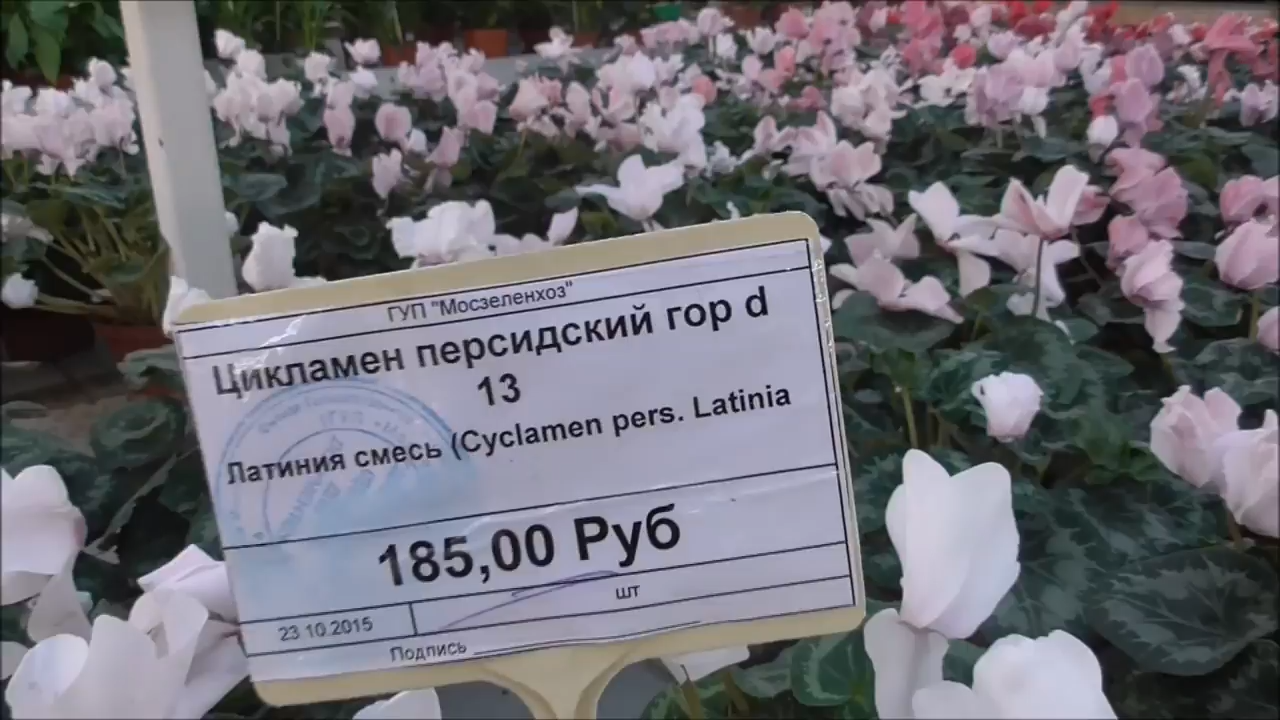 ГУП "Мосзеленхоз"
Цикламен персидский гор d
13
Латиния смесь (Cyclamen pers. Latinia
185,00 Руб
23 10.2015
шт
Подпись